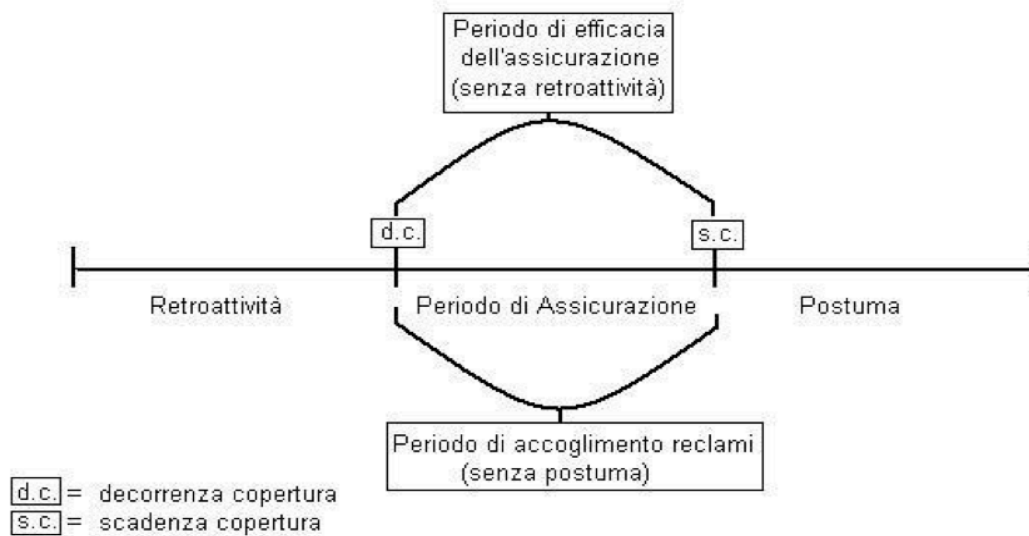 Periodo di efficacia
dell'assicurazione
(senza retroattività)
d.c.
s.c.
Retroattività
Periodo di Assicurazione
Postuma
Periodo di accoglimento reclami
(senza postuma)
d.c. = decorrenza copertura
s.c. = scadenza copertura